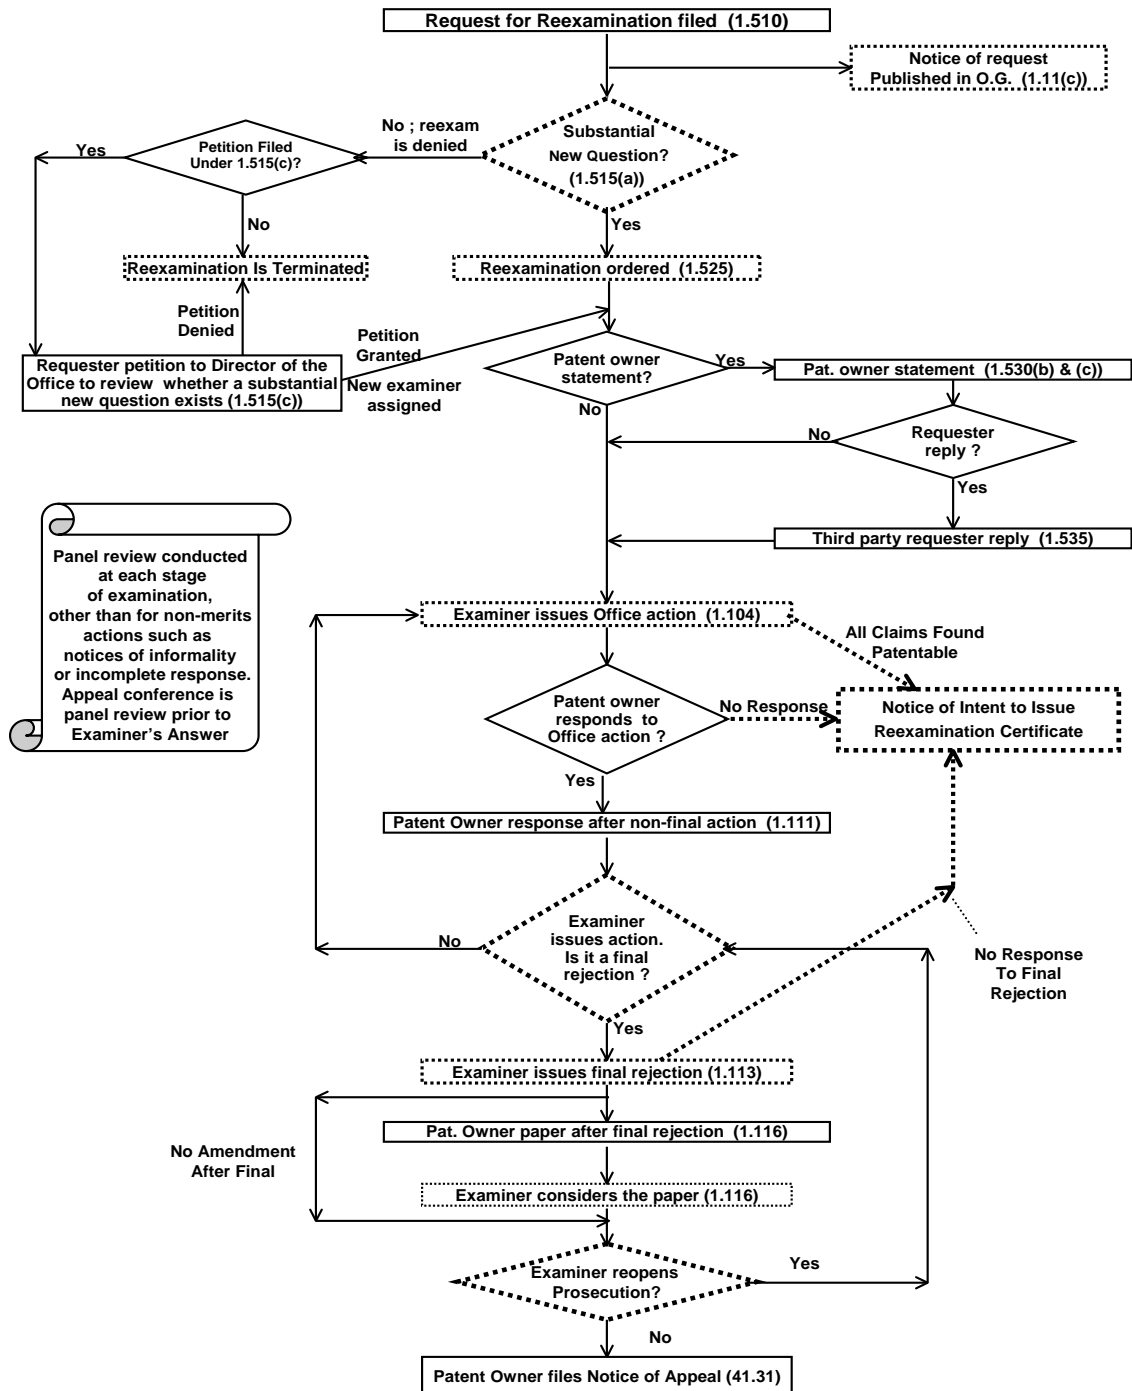 Request for Reexamination filed (1.510)
Notice of request
Published in O.G. (1.11(c))
Substantial
New Question?
(1.515(a))
No ; reexam
is denied
Petition Filed
Under 1.515(c)?
Yes
No
Yes
Reexamination Is Terminated
Reexamination ordered (1.525)
Petition
Denied
Petition
Granted
New examiner
assigned
Requester petition to Director of the
Office to review whether a substantial
new question exists (1.515(c))
Patent owner
statement?
Yes
Pat. owner statement (1.530(b) & (c))
No
No
Requester
reply ?
Yes
Third party requester reply (1.535)
Panel review conducted
at each stage
of examination,
other than for non-merits
actions such as
notices of informality
or incomplete response.
Appeal conference is
panel review prior to
Examiner's Answer
Examiner issues Office action (1.104)
All Claims Found
Patentable
Patent owner
responds to
Office action ?
No Response
Notice of Intent to Issue
Reexamination Certificate
Yes
Patent Owner response after non-final action (1.111)
Examiner
issues action.
Is it a final
rejection ?
No
No Response
To Final
Rejection
Yes
Examiner issues final rejection (1.113)
Pat. Owner paper after final rejection (1.116)
No Amendment
After Final
Examiner considers the paper (1.116)
Examiner reopens
Prosecution?
Yes
No
Patent Owner files Notice of Appeal (41.31)